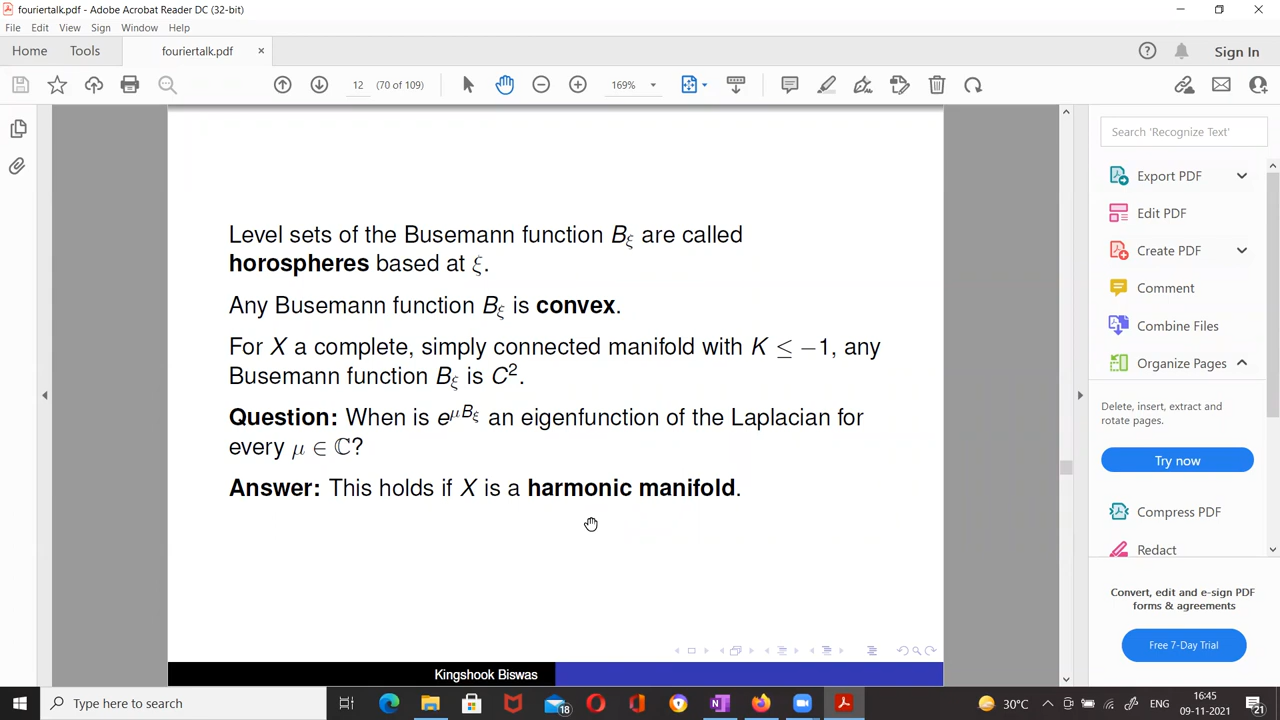 fouriertalk.pdf - Adobe Acrobat Reader DC (32-bit)
File Edit View Sign Window Help
Home Tools fouriertalk.pdf × Sign In
12 (70 of 109) 169%
Level sets of the Busemann function B_ξ are called
horospheres based at ξ.
Any Busemann function B_ξ is convex.
For X a complete, simply connected manifold with K ≤ −1, any
Busemann function B_ξ is C².
Question: When is e^{μB_ξ} an eigenfunction of the Laplacian for
every μ ∈ ℂ?
Answer: This holds if X is a harmonic manifold.
Kingshook Biswas
Search 'Recognize Text'
Export PDF
Edit PDF
Create PDF
Comment
Combine Files
Organize Pages
Delete, insert, extract and
rotate pages.
Try now
Compress PDF
Redact
Convert, edit and e-sign PDF
forms & agreements
Free 7-Day Trial
Type here to search
18
30°C
ENG
16:45
09-11-2021
21